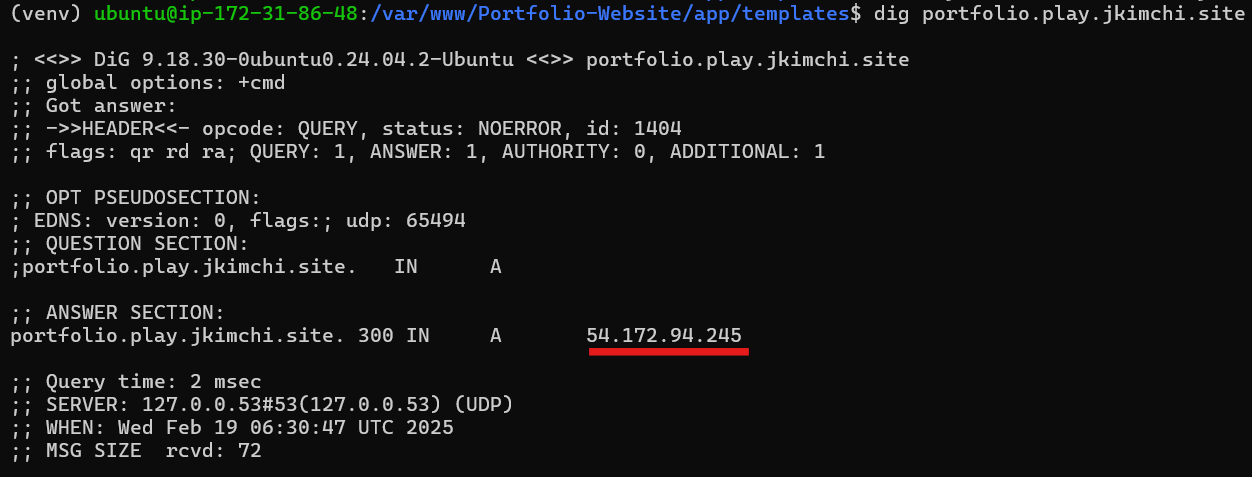 (venv) ubuntu@ip-172-31-86-48:/var/www/Portfolio-Website/app/templates$ dig portfolio.play.jkimchi.site
; <<>> DiG 9.18.30-0ubuntu0.24.04.2-Ubuntu <<>> portfolio.play.jkimchi.site
;; global options: +cmd
;; Got answer:
;; ->>HEADER<<- opcode: QUERY, status: NOERROR, id: 1404
;; flags: qr rd ra; QUERY: 1, ANSWER: 1, AUTHORITY: 0, ADDITIONAL: 1
;; OPT PSEUDOSECTION:
; EDNS: version: 0, flags:; udp: 65494
;; QUESTION SECTION:
;portfolio.play.jkimchi.site. IN A
;; ANSWER SECTION:
portfolio.play.jkimchi.site. 300 IN A 54.172.94.245
;; Query time: 2 msec
;; SERVER: 127.0.0.53#53(127.0.0.53) (UDP)
;; WHEN: Wed Feb 19 06:30:47 UTC 2025
;; MSG SIZE rcvd: 72